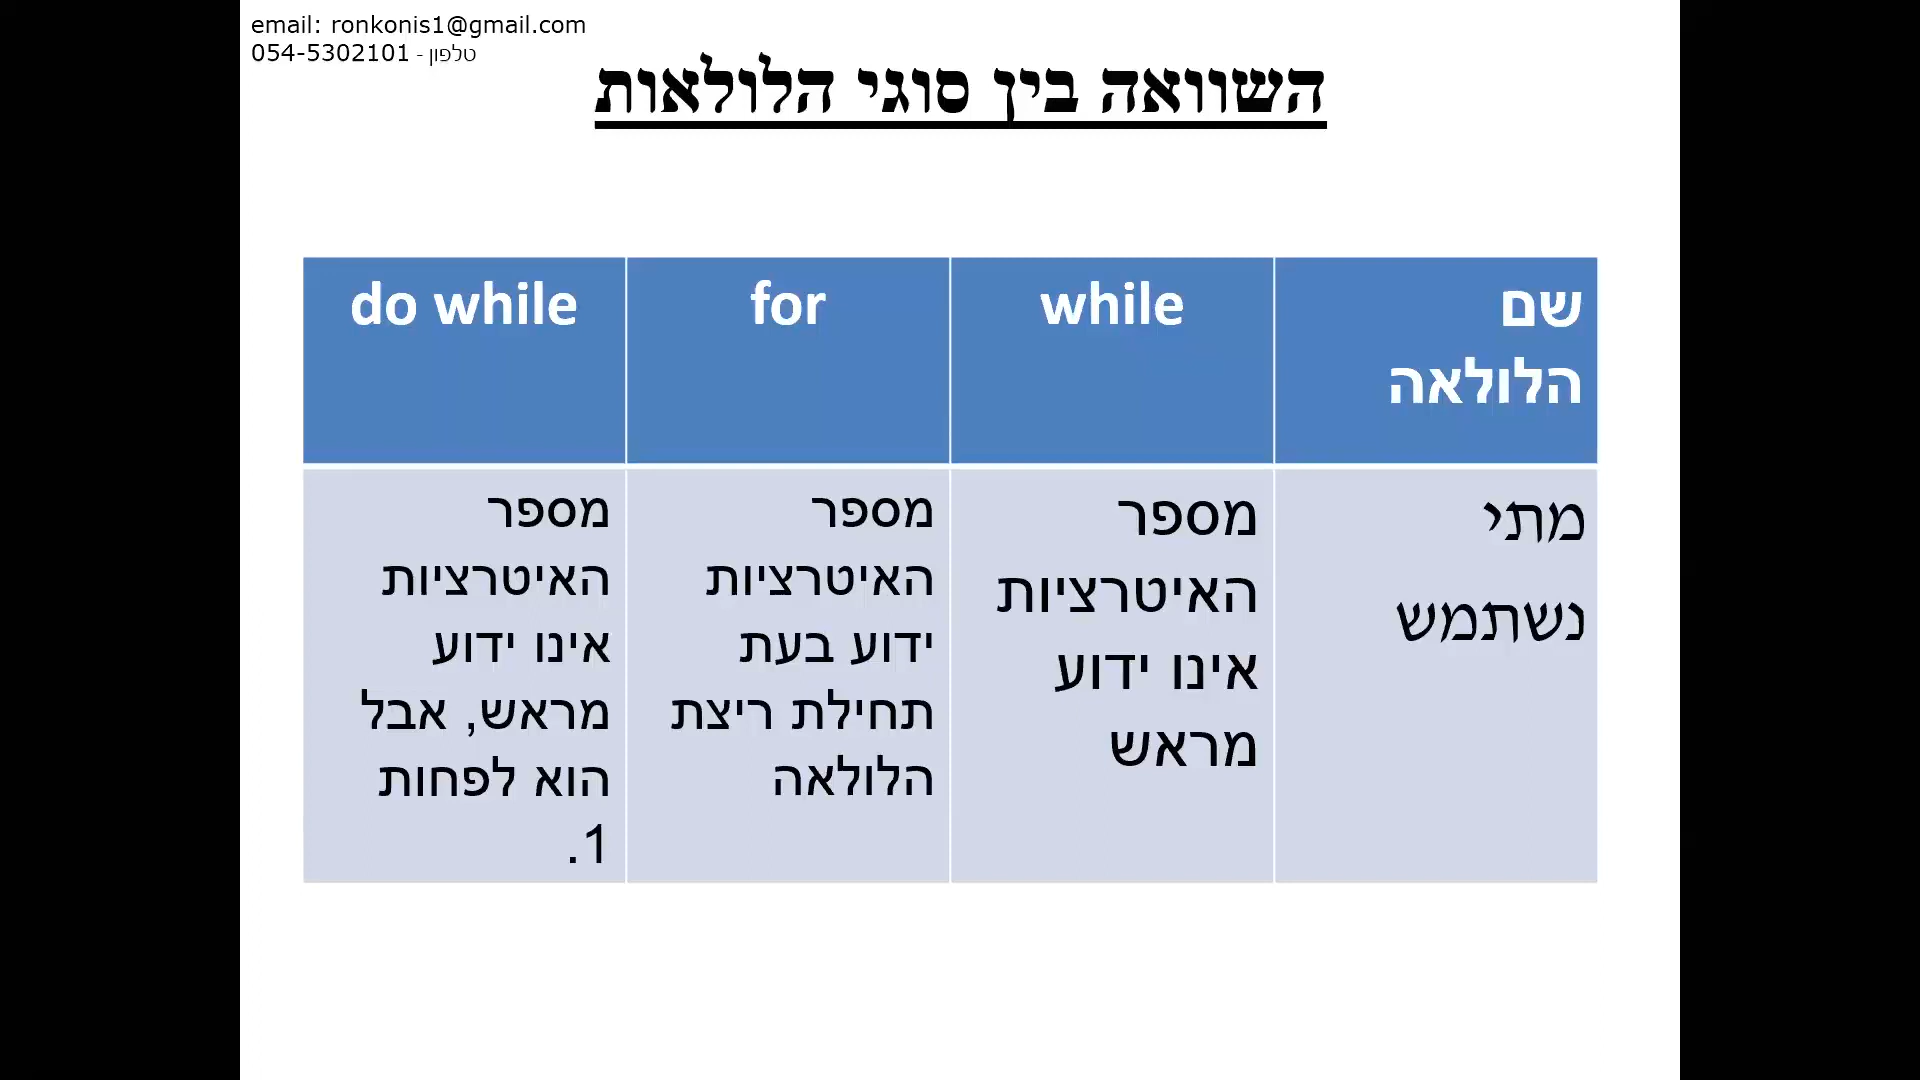 email: ronkonis1@gmail.com
טלפון - 054-5302101
השוואה בין סוגי הלולאות
שם
הלולאה
while
for
do while
מתי
נשתמש
מספר
האיטרציות
אינו ידוע
מראש
מספר
האיטרציות
ידוע בעת
תחילת ריצת
הלולאה
מספר
האיטרציות
אינו ידוע
מראש, אבל
הוא לפחות
1.